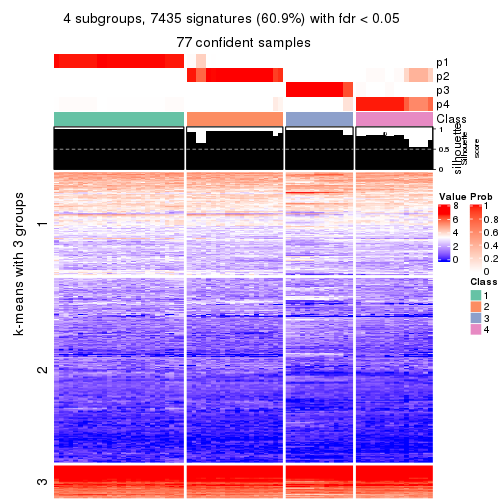 4 subgroups, 7435 signatures (60.9%) with fdr < 0.05
77 confident samples
p1
p2
p3
p4
Class
1
0.5
0
silhouette
Silhouette
score
k-means with 3 groups
1
2
3
Value Prob
8
6
4
2
0
1
0.8
0.6
0.4
0.2
0
Class
1
2
3
4